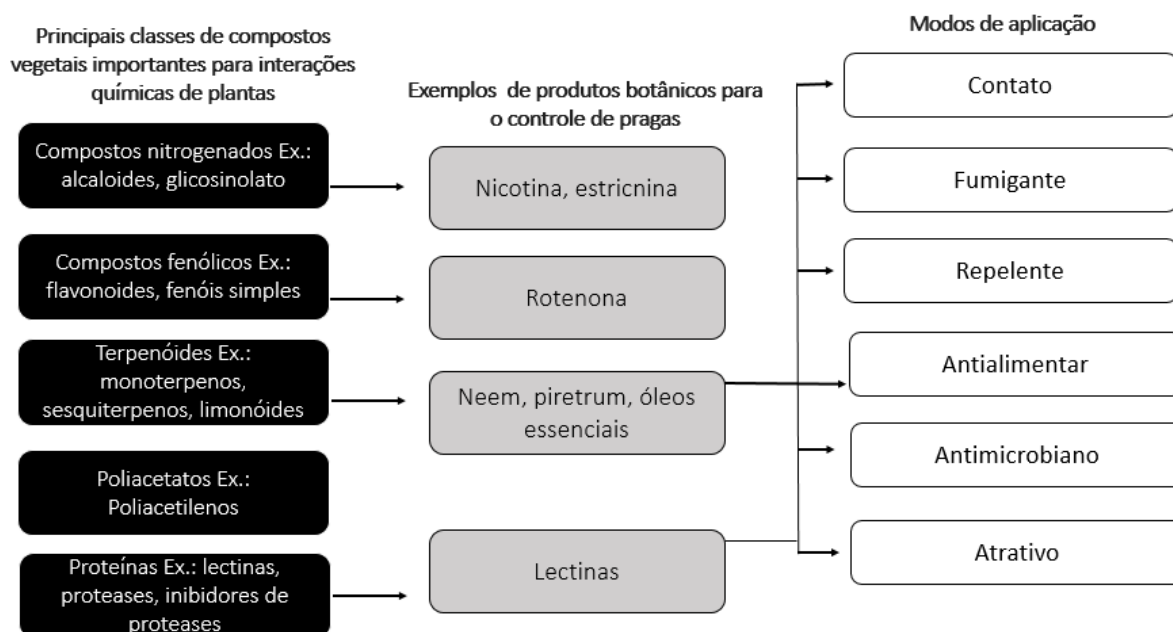 Principais classes de compostos
vegetais importantes para interações
químicas de plantas
Compostos nitrogenados Ex.:
alcaloides, glicosinolato
Compostos fenólicos Ex.:
flavonoides, fenóis simples
Terpenóides Ex.:
monoterpenos,
sesquiterpenos, limonóides
Poliacetatos Ex.:
Poliacetilenos
Proteínas Ex.: lectinas,
proteases, inibidores de
proteases
Exemplos de produtos botânicos para
o controle de pragas
Nicotina, estricnina
Rotenona
Neem, piretrum, óleos
essenciais
Lectinas
Modos de aplicação
Contato
Fumigante
Repelente
Antialimentar
Antimicrobiano
Atrativo